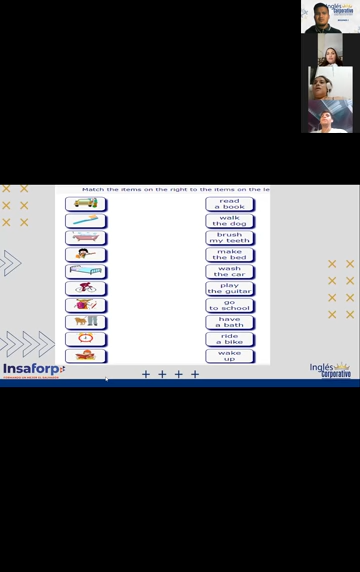 Inglés
Corporativo
Match the items on the right to the items on the le
read
a book
walk
the dog
brush
my teeth
make
the bed
wash
the car
play
the guitar
go
to school
have
a bath
ride
a bike
wake
up
Insaforp
Inglés
Corporativo